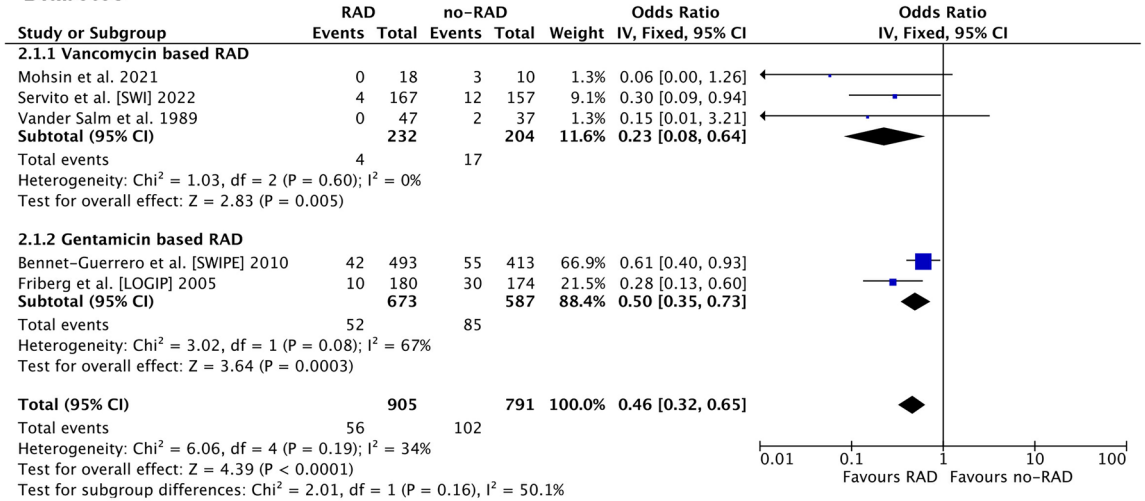 RAD no-RAD Odds Ratio Odds Ratio
Study or Subgroup Events Total Events Total Weight IV, Fixed, 95% CI IV, Fixed, 95% CI
2.1.1 Vancomycin based RAD
Mohsin et al. 2021 0 18 3 10 1.3% 0.06 [0.00, 1.26]
Servito et al. [SWI] 2022 4 167 12 157 9.1% 0.30 [0.09, 0.94]
Vander Salm et al. 1989 0 47 2 37 1.3% 0.15 [0.01, 3.21]
Subtotal (95% CI) 232 204 11.6% 0.23 [0.08, 0.64]
Total events 4 17
Heterogeneity: Chi² = 1.03, df = 2 (P = 0.60); I² = 0%
Test for overall effect: Z = 2.83 (P = 0.005)
2.1.2 Gentamicin based RAD
Bennet-Guerrero et al. [SWIPE] 2010 42 493 55 413 66.9% 0.61 [0.40, 0.93]
Friberg et al. [LOGIP] 2005 10 180 30 174 21.5% 0.28 [0.13, 0.60]
Subtotal (95% CI) 673 587 88.4% 0.50 [0.35, 0.73]
Total events 52 85
Heterogeneity: Chi² = 3.02, df = 1 (P = 0.08); I² = 67%
Test for overall effect: Z = 3.64 (P = 0.0003)
Total (95% CI) 905 791 100.0% 0.46 [0.32, 0.65]
Total events 56 102
Heterogeneity: Chi² = 6.06, df = 4 (P = 0.19); I² = 34%
Test for overall effect: Z = 4.39 (P < 0.0001)
Test for subgroup differences: Chi² = 2.01, df = 1 (P = 0.16), I² = 50.1%
0.01 0.1 1 10 100
Favours RAD Favours no-RAD